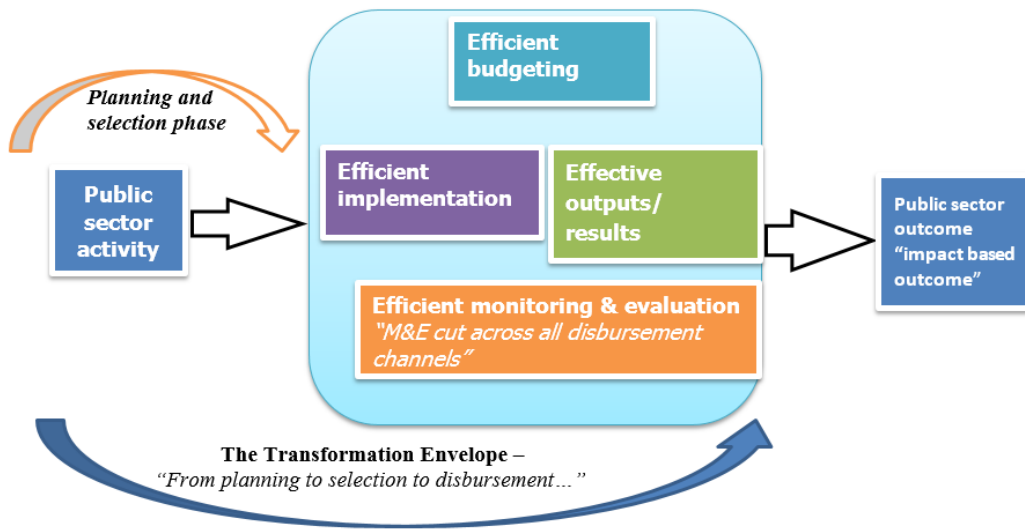 Efficient
budgeting
Planning and
selection phase
Efficient
implementation
Effective
outputs/
results
Public
sector
activity
Public sector
outcome
“impact based
outcome”
Efficient monitoring & evaluation
“M&E cut across all disbursement
channels”
The Transformation Envelope –
“From planning to selection to disbursement…”